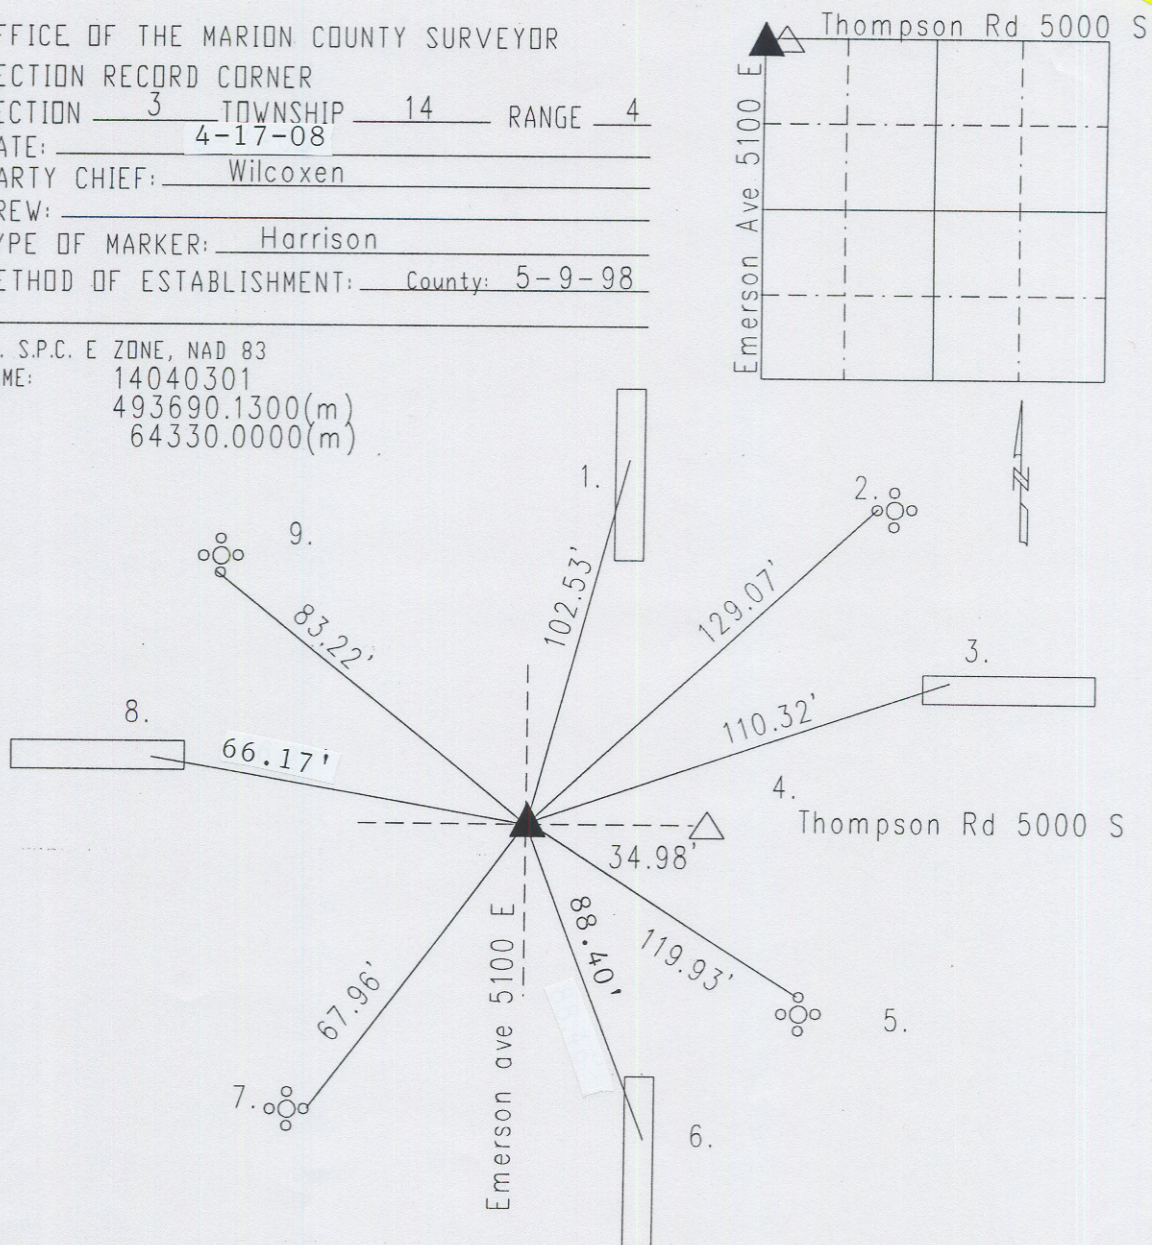 FFICE OF THE MARION COUNTY SURVEYOR
ECTION RECORD CORNER
ECTION 3 TOWNSHIP 14 RANGE 4
ATE: 4-17-08
ARTY CHIEF: Wilcoxen
REW:
YPE OF MARKER: Harrison
ETHOD OF ESTABLISHMENT: County: 5-9-98
. S.P.C. E ZONE, NAD 83
ME: 14040301
493690.1300(m)
64330.0000(m)
Thompson Rd 5000 S
Emerson Ave 5100 E
N
1.
102.53'
2.
129.07'
3.
110.32'
4.
Thompson Rd 5000 S
34.98'
119.93'
5.
88.40'
6.
Emerson ave 5100 E
67.96'
7.
66.17'
8.
83.22'
9.